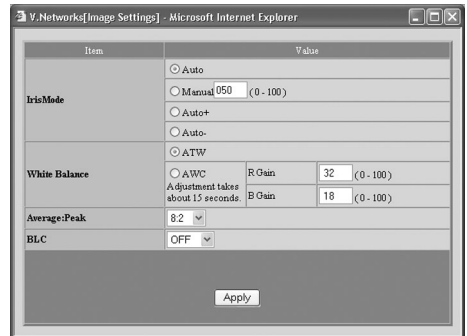 V.Networks[Image Settings] - Microsoft Internet Explorer
Item Value
IrisMode
Auto
Manual 050 (0 - 100)
Auto+
Auto-
White Balance
ATW
AWC
Adjustment takes
about 15 seconds.
R Gain 32 (0 - 100)
B Gain 18 (0 - 100)
Average:Peak 8:2
BLC OFF
Apply